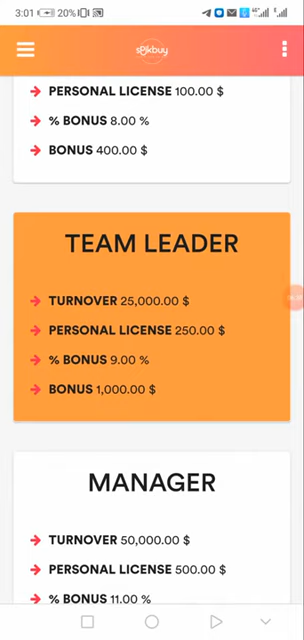 3:01 20%
spikbuy
PERSONAL LICENSE 100.00 $
% BONUS 8.00 %
BONUS 400.00 $
TEAM LEADER
TURNOVER 25,000.00 $
PERSONAL LICENSE 250.00 $
% BONUS 9.00 %
BONUS 1,000.00 $
MANAGER
TURNOVER 50,000.00 $
PERSONAL LICENSE 500.00 $
% BONUS 11.00 %